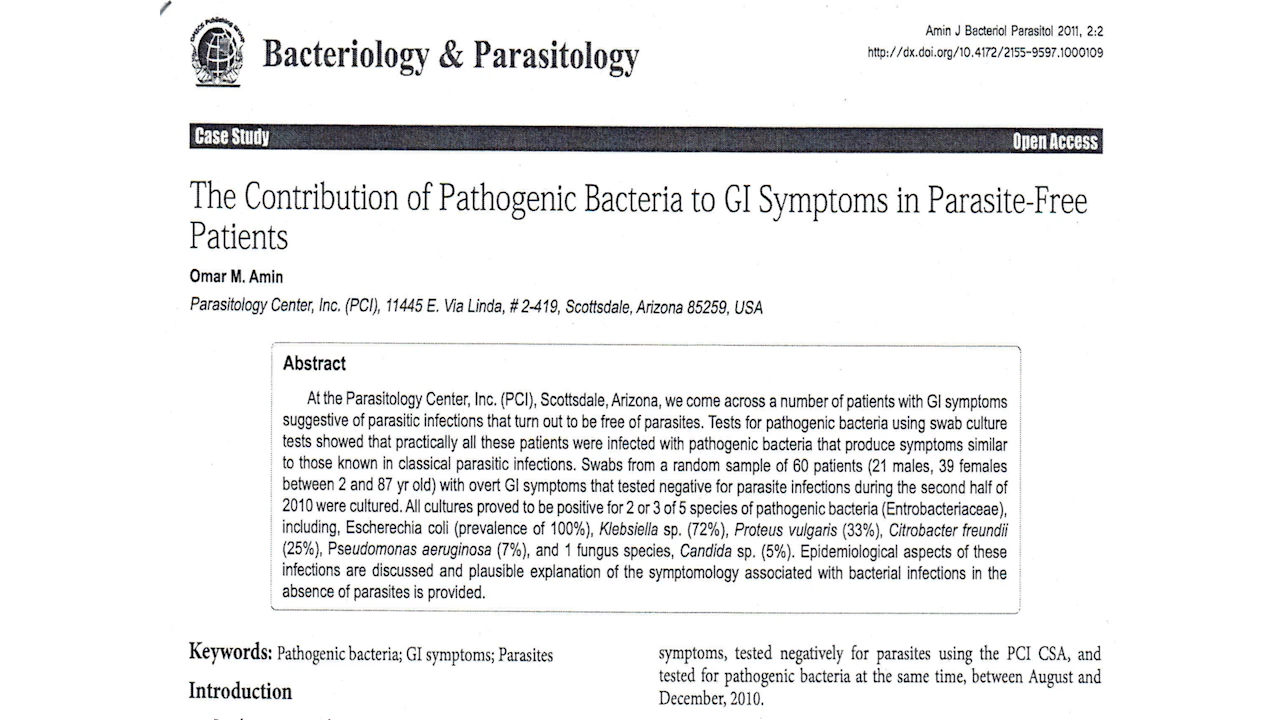 Bacteriology & Parasitology
Amin J Bacteriol Parasitol 2011, 2:2
http://dx.doi.org/10.4172/2155-9597.1000109
Case Study
Open Access
The Contribution of Pathogenic Bacteria to GI Symptoms in Parasite-Free
Patients
Omar M. Amin
Parasitology Center, Inc. (PCI), 11445 E. Via Linda, # 2-419, Scottsdale, Arizona 85259, USA
Abstract
At the Parasitology Center, Inc. (PCI), Scottsdale, Arizona, we come across a number of patients with GI symptoms
suggestive of parasitic infections that turn out to be free of parasites. Tests for pathogenic bacteria using swab culture
tests showed that practically all these patients were infected with pathogenic bacteria that produce symptoms similar
to those known in classical parasitic infections. Swabs from a random sample of 60 patients (21 males, 39 females
between 2 and 87 yr old) with overt GI symptoms that tested negative for parasite infections during the second half of
2010 were cultured. All cultures proved to be positive for 2 or 3 of 5 species of pathogenic bacteria (Entrobacteriaceae),
including, Escherechia coli (prevalence of 100%), Klebsiella sp. (72%), Proteus vulgaris (33%), Citrobacter freundii
(25%), Pseudomonas aeruginosa (7%), and 1 fungus species, Candida sp. (5%). Epidemiological aspects of these
infections are discussed and plausible explanation of the symptomology associated with bacterial infections in the
absence of parasites is provided.
Keywords: Pathogenic bacteria; GI symptoms; Parasites
Introduction
symptoms, tested negatively for parasites using the PCI CSA, and
tested for pathogenic bacteria at the same time, between August and
December, 2010.